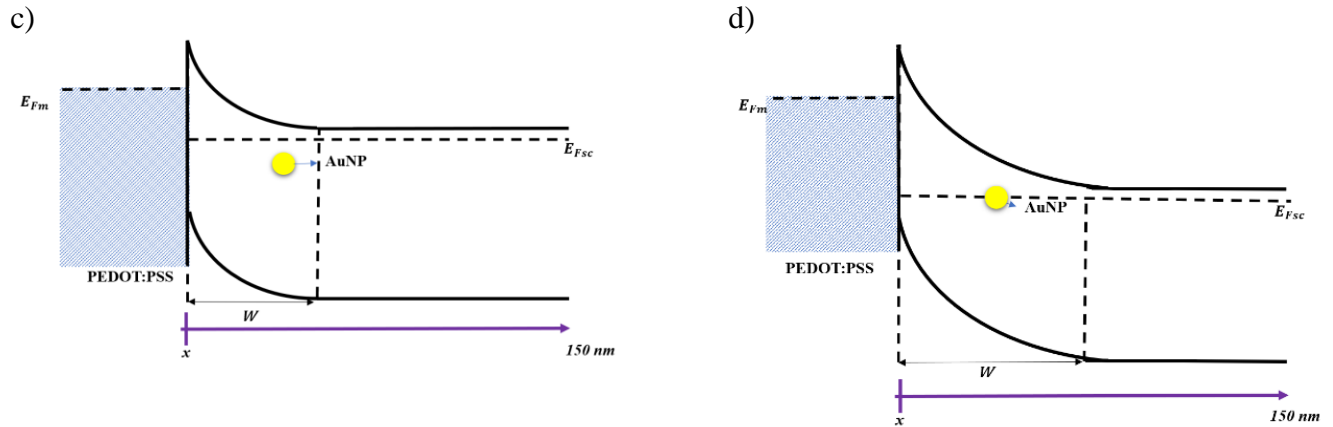 c)
E_Fm
E_Fsc
AuNP
PEDOT:PSS
W
x
150 nm
d)
E_Fm
AuNP
E_Fsc
PEDOT:PSS
W
x
150 nm